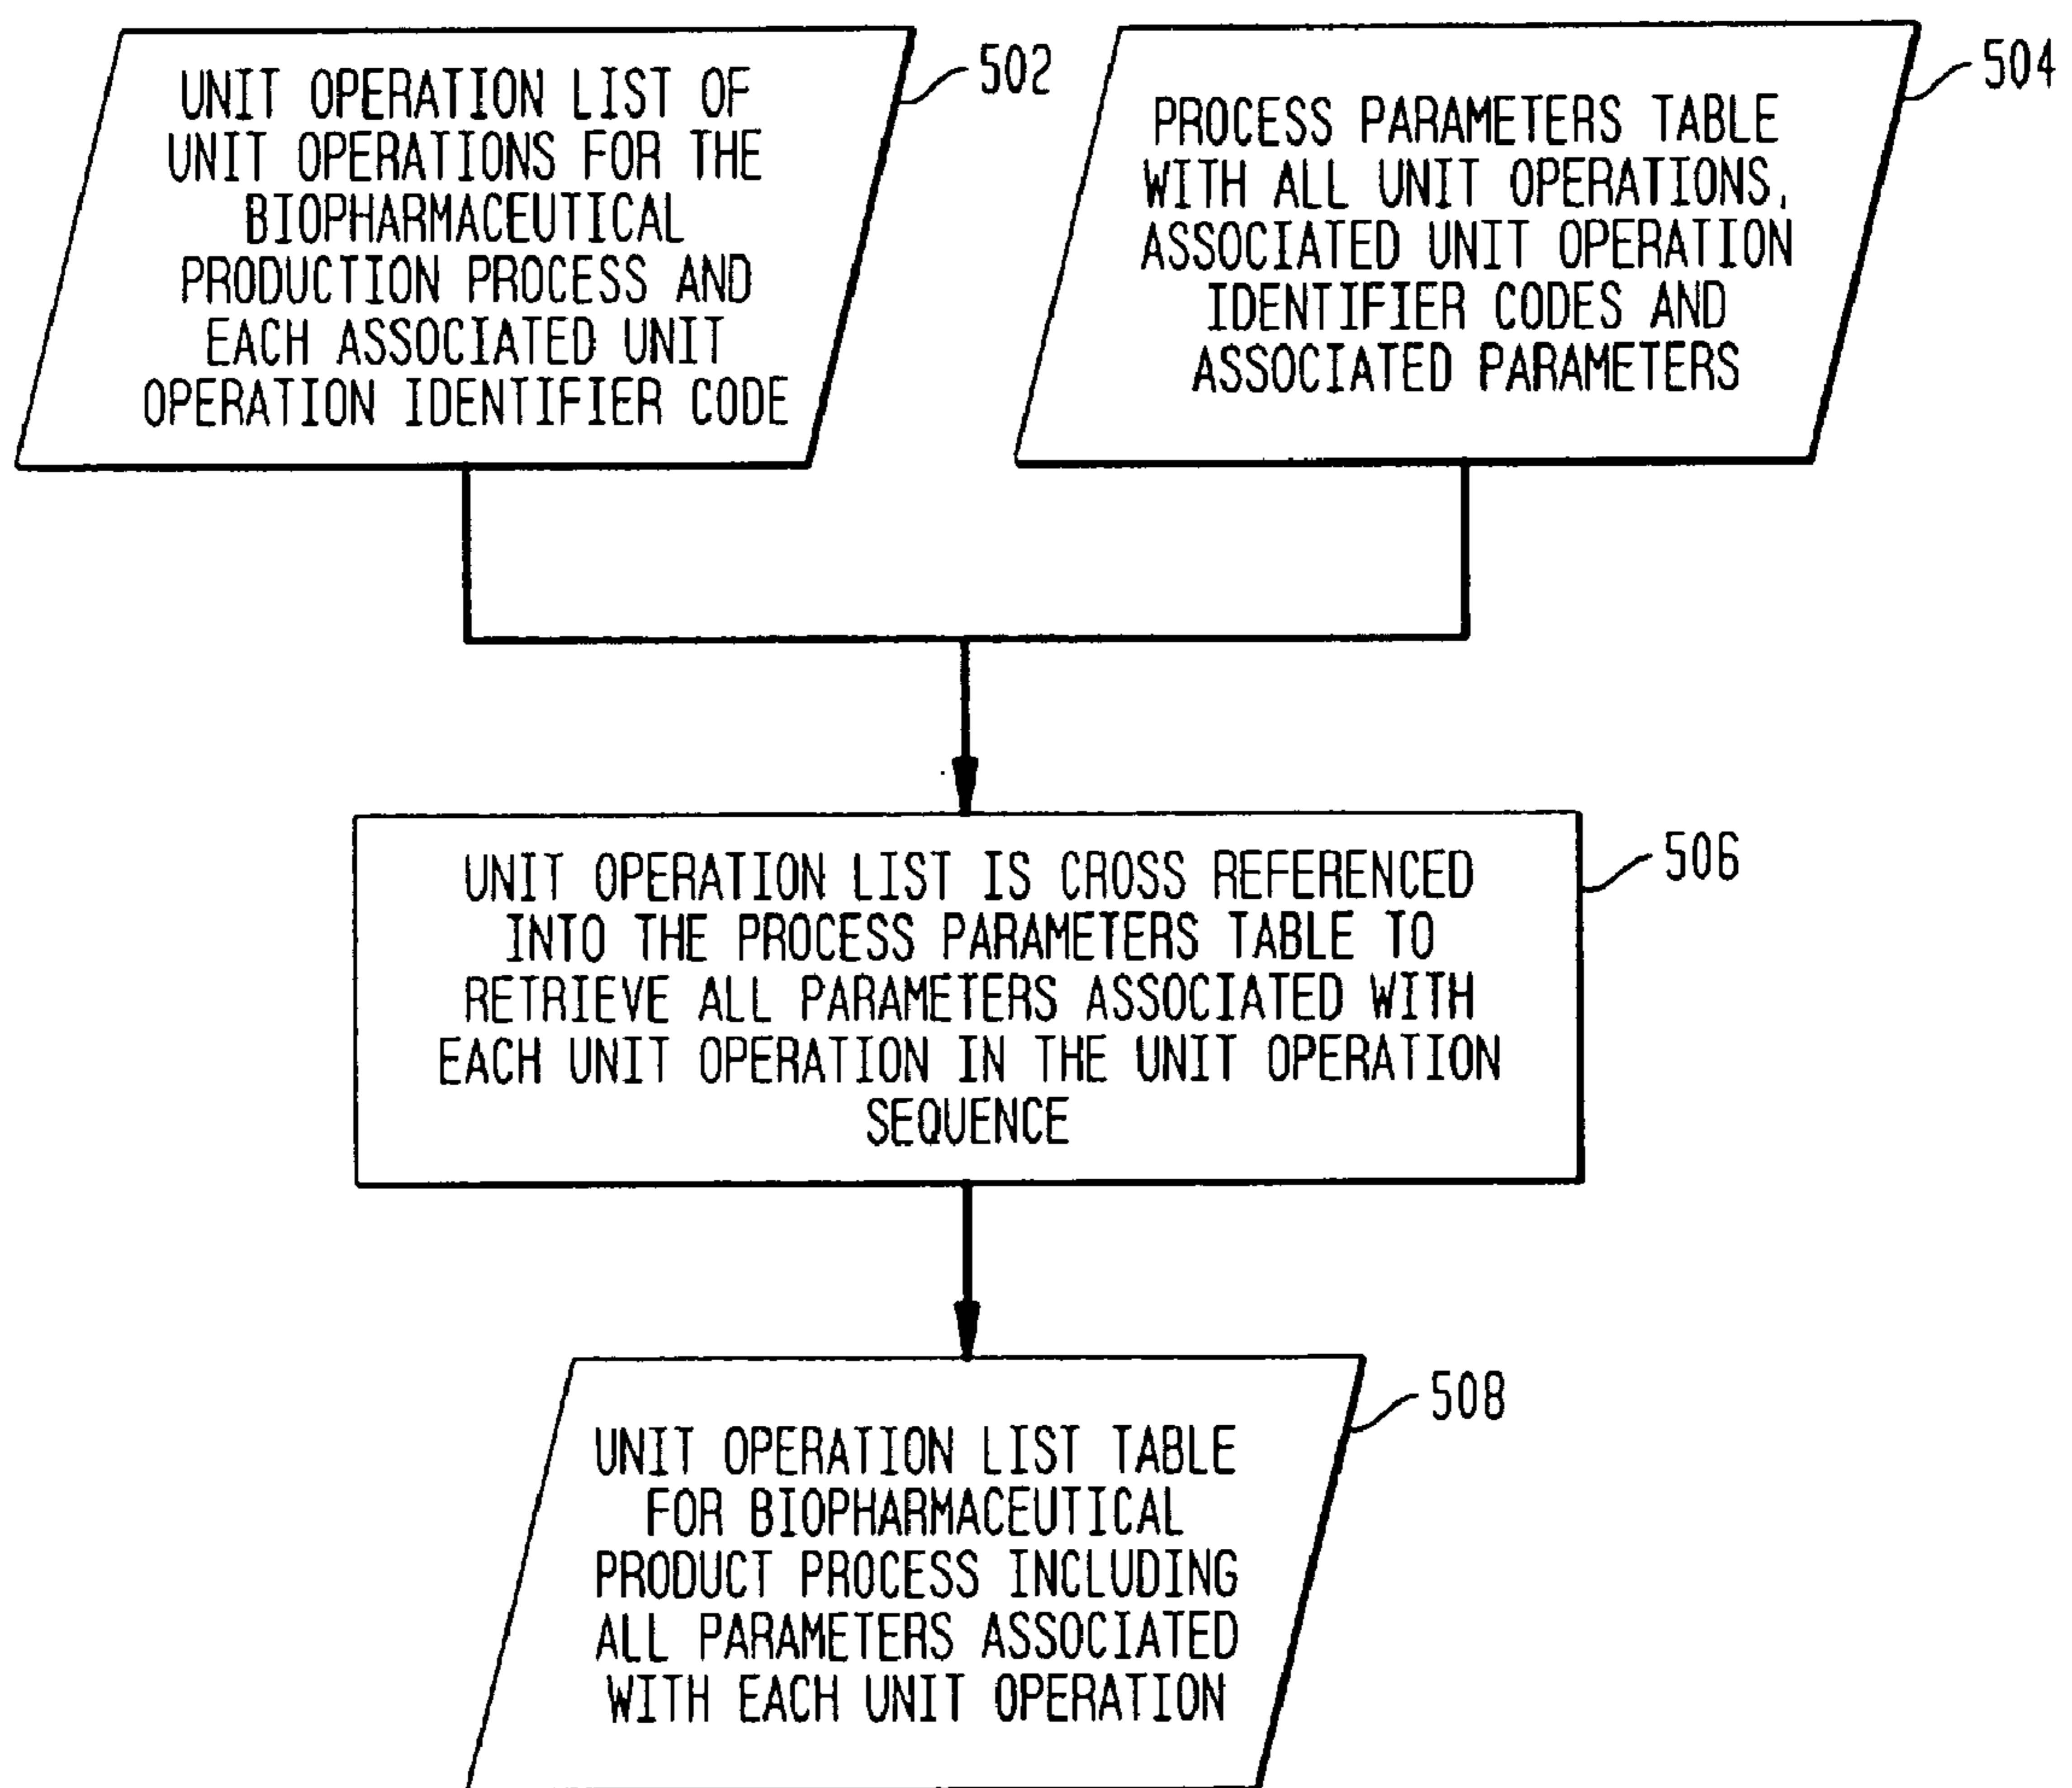 UNIT OPERATION LIST OF
UNIT OPERATIONS FOR THE
BIOPHARMACEUTICAL
PRODUCTION PROCESS AND
EACH ASSOCIATED UNIT
OPERATION IDENTIFIER CODE
502
PROCESS PARAMETERS TABLE
WITH ALL UNIT OPERATIONS,
ASSOCIATED UNIT OPERATION
IDENTIFIER CODES AND
ASSOCIATED PARAMETERS
504
UNIT OPERATION LIST IS CROSS REFERENCED
INTO THE PROCESS PARAMETERS TABLE TO
RETRIEVE ALL PARAMETERS ASSOCIATED WITH
EACH UNIT OPERATION IN THE UNIT OPERATION
SEQUENCE
506
UNIT OPERATION LIST TABLE
FOR BIOPHARMACEUTICAL
PRODUCT PROCESS INCLUDING
ALL PARAMETERS ASSOCIATED
WITH EACH UNIT OPERATION
508